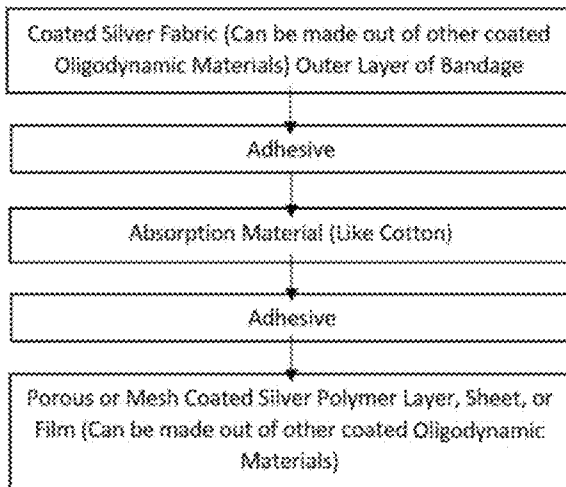 Coated Silver Fabric (Can be made out of other coated
Oligodynamic Materials) Outer Layer of Bandage
Adhesive
Absorption Material (Like Cotton)
Adhesive
Porous or Mesh Coated Silver Polymer Layer, Sheet, or
Film (Can be made out of other coated Oligodynamic
Materials)